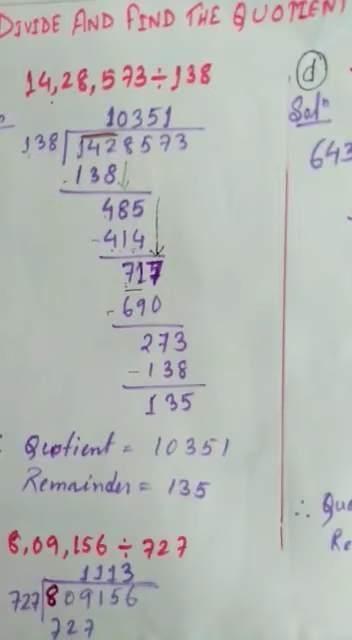 DIVIDE AND FIND THE QUOTIENT
14,28,573÷138
10351
138 1428573
-138
485
-414
717
-690
273
-138
135
Quotient = 10351
Remainder = 135
8,09,156÷727
1113
727 809156
727
(d)
Solⁿ
643
∴ Quo
Re